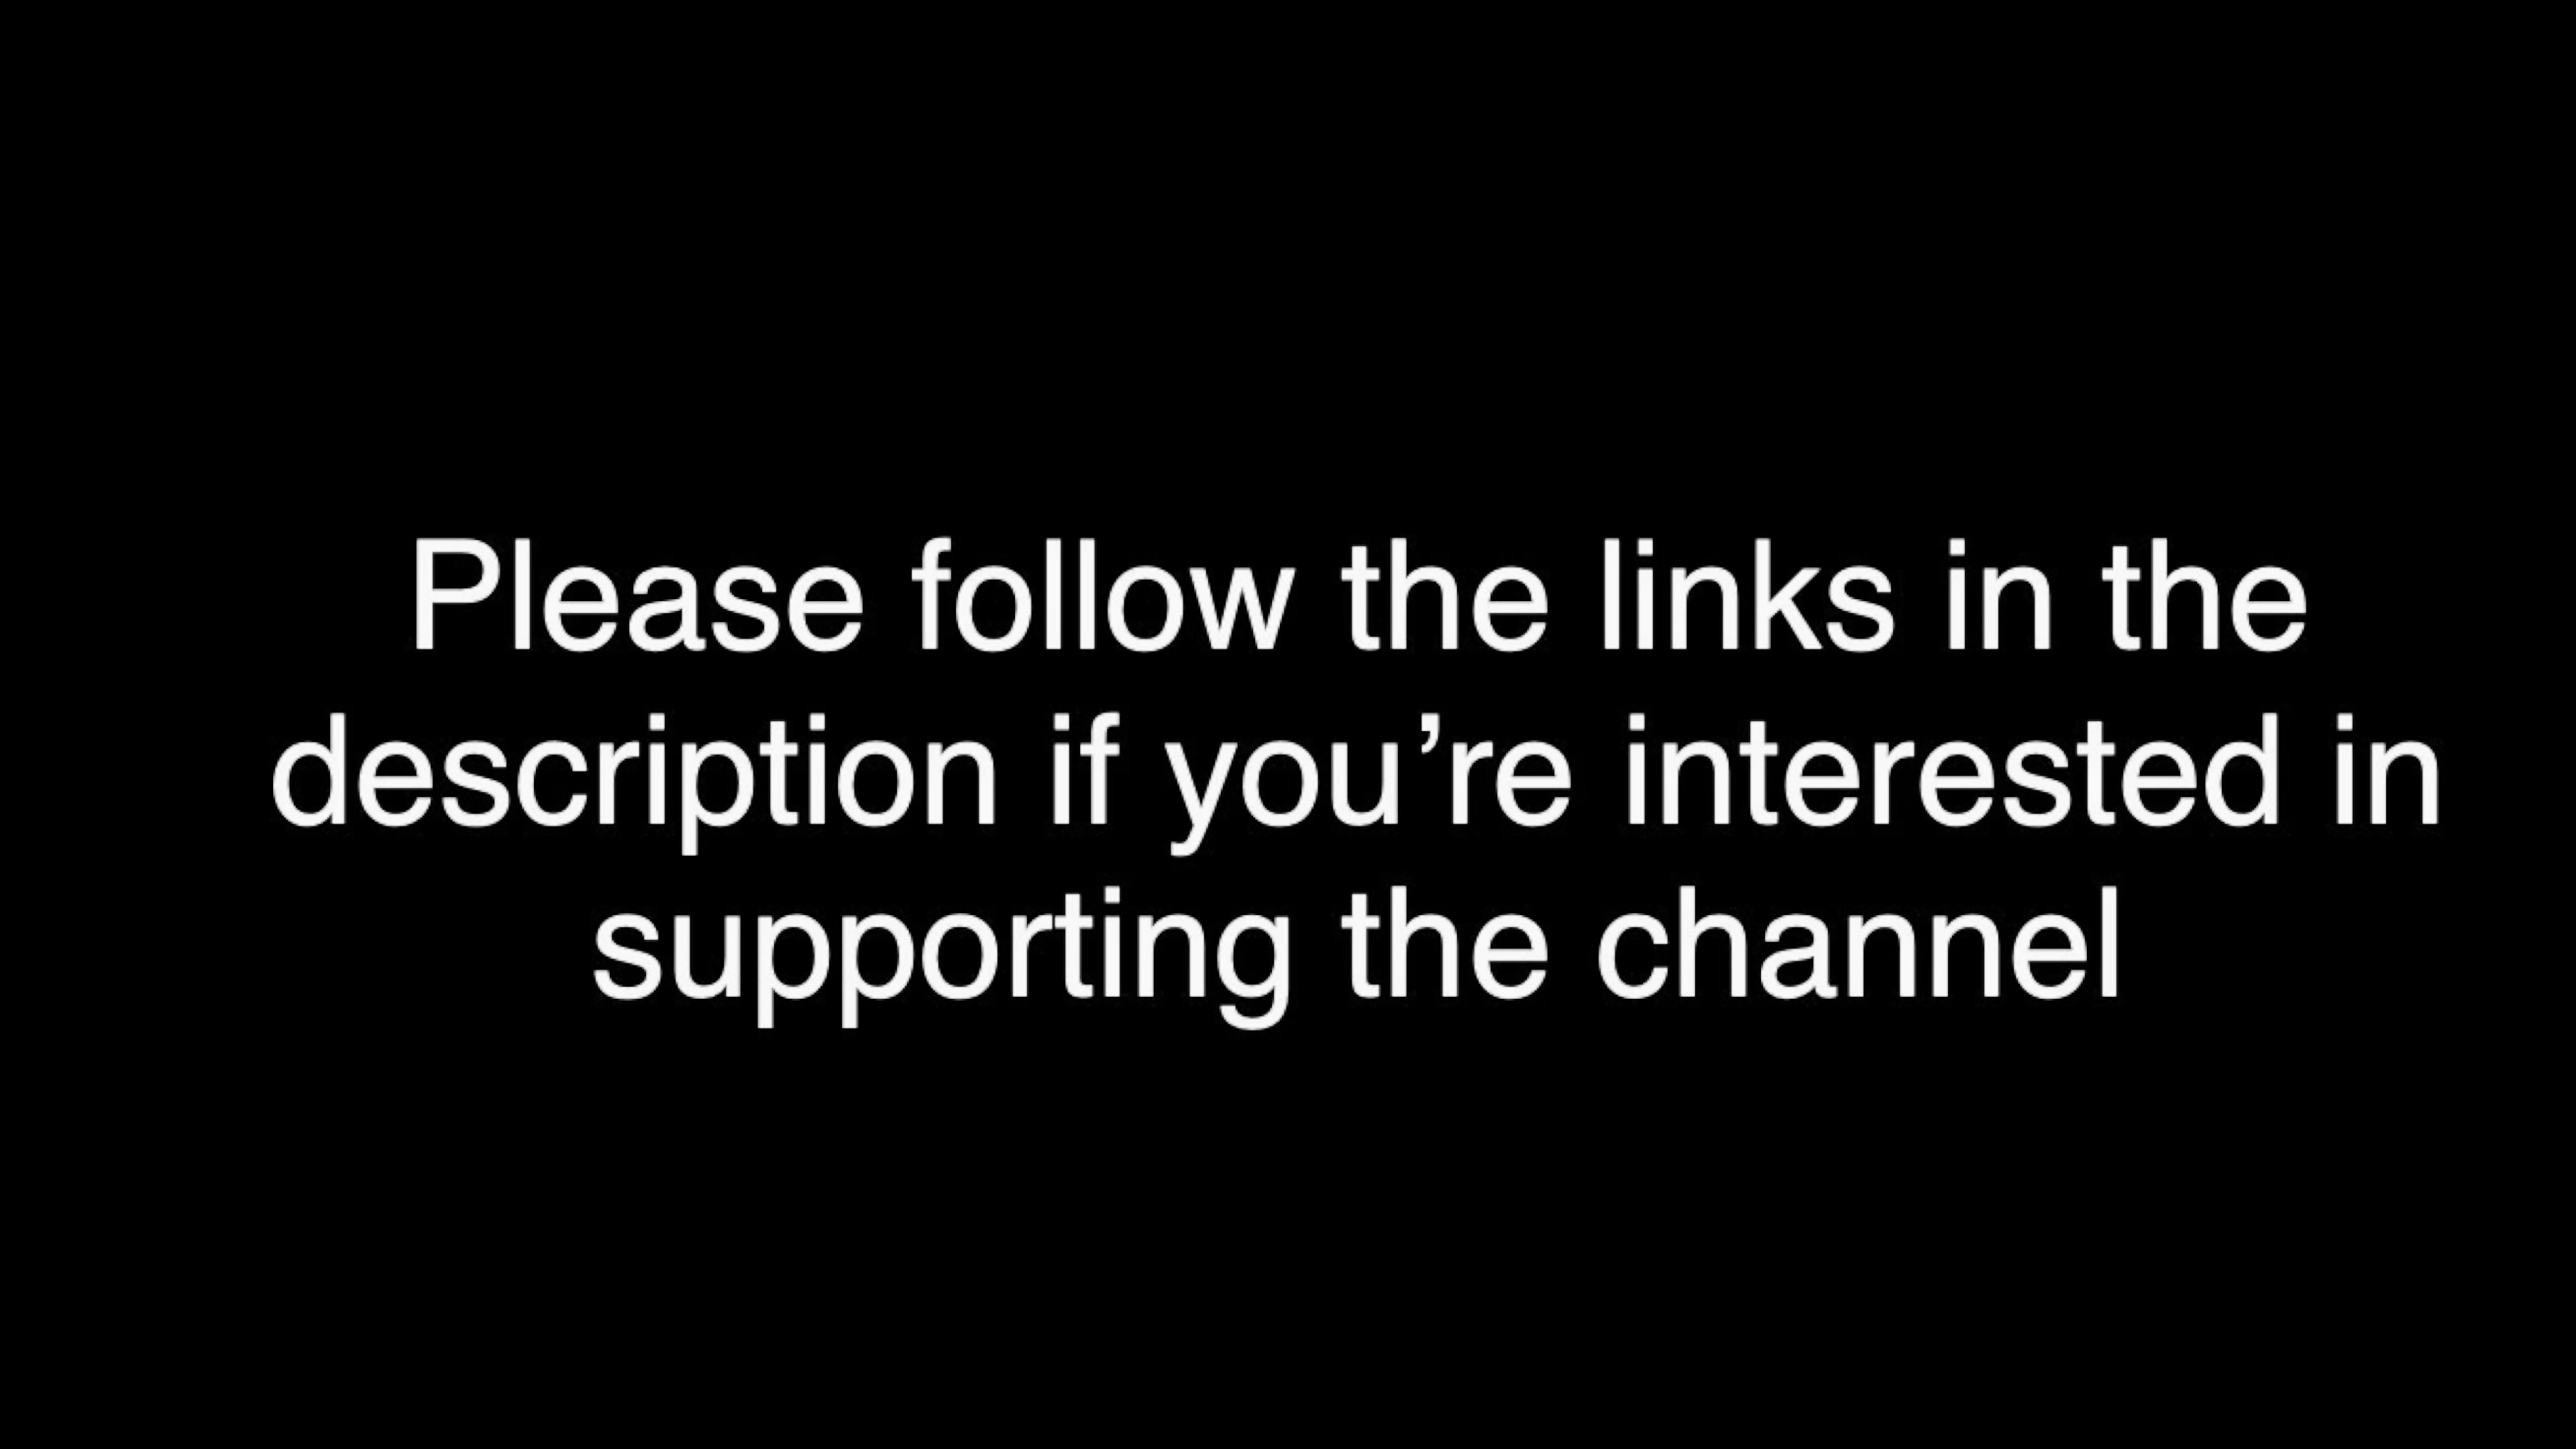 Please follow the links in the
description if you’re interested in
supporting the channel